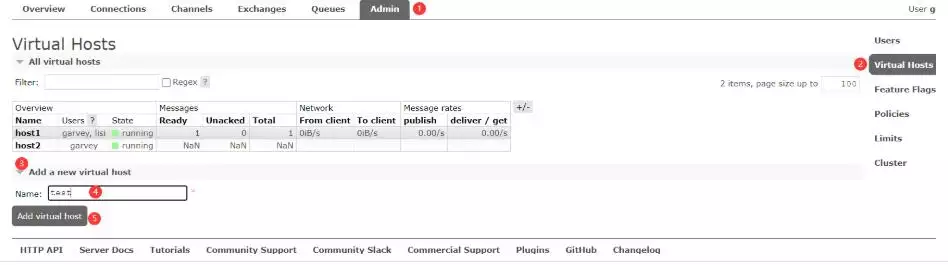 Overview Connections Channels Exchanges Queues Admin 1 User g
Virtual Hosts
All virtual hosts
Filter: Regex ? 2 items, page size up to 100
Overview Messages Network Message rates +/-
Name Users ? State Ready Unacked Total From client To client publish deliver / get
host1 garvey, lisi running 1 0 1 0iB/s 0iB/s 0.00/s 0.00/s
host2 garvey running NaN NaN NaN
3
Add a new virtual host
Name: test 4 *
Add virtual host 5
Users
2 Virtual Hosts
Feature Flags
Policies
Limits
Cluster
HTTP API Server Docs Tutorials Community Support Community Slack Commercial Support Plugins GitHub Changelog